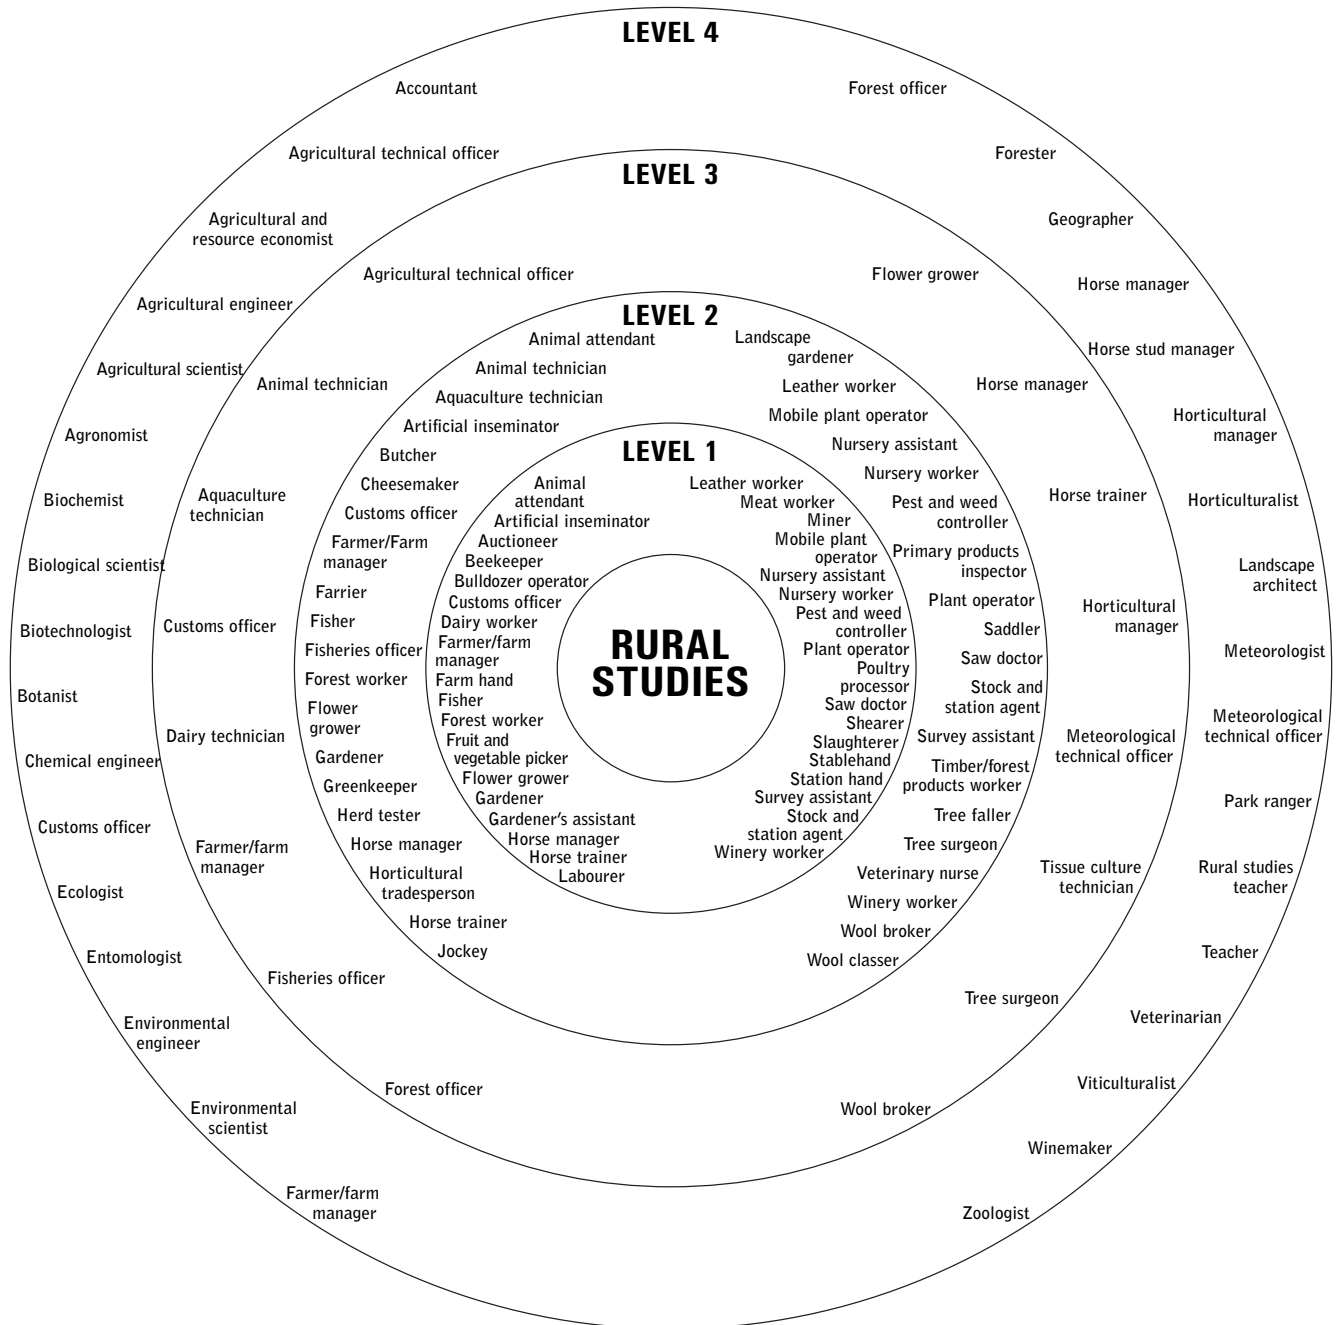 LEVEL 4
Accountant
Agricultural technical officer
Agricultural and
resource economist
Agricultural engineer
Agricultural scientist
Agronomist
Biochemist
Biological scientist
Biotechnologist
Botanist
Chemical engineer
Customs officer
Ecologist
Entomologist
Environmental
engineer
Environmental
scientist
Farmer/farm
manager
Forest officer
Forester
Geographer
Horse manager
Horse stud manager
Horticultural
manager
Horticulturalist
Landscape
architect
Meteorologist
Meteorological
technical officer
Park ranger
Rural studies
teacher
Teacher
Veterinarian
Viticulturalist
Winemaker
Zoologist
LEVEL 3
Agricultural technical officer
Animal technician
Aquaculture
technician
Customs officer
Dairy technician
Farmer/farm
manager
Fisheries officer
Forest officer
Flower grower
Horse manager
Horse trainer
Horticultural
manager
Meteorological
technical officer
Tissue culture
technician
Tree surgeon
Wool broker
LEVEL 2
Animal attendant
Animal technician
Aquaculture technician
Artificial inseminator
Butcher
Cheesemaker
Customs officer
Farmer/Farm
manager
Farrier
Fisher
Fisheries officer
Forest worker
Flower
grower
Gardener
Greenkeeper
Herd tester
Horse manager
Horticultural
tradesperson
Horse trainer
Jockey
Landscape
gardener
Leather worker
Mobile plant operator
Nursery assistant
Nursery worker
Pest and weed
controller
Primary products
inspector
Plant operator
Saddler
Saw doctor
Stock and
station agent
Survey assistant
Timber/forest
products worker
Tree faller
Tree surgeon
Veterinary nurse
Winery worker
Wool broker
Wool classer
LEVEL 1
Animal
attendant
Artificial inseminator
Auctioneer
Beekeeper
Bulldozer operator
Customs officer
Dairy worker
Farmer/farm
manager
Farm hand
Fisher
Forest worker
Fruit and
vegetable picker
Flower grower
Gardener
Gardener's assistant
Horse manager
Horse trainer
Labourer
Leather worker
Meat worker
Miner
Mobile plant
operator
Nursery assistant
Nursery worker
Pest and weed
controller
Plant operator
Poultry
processor
Saw doctor
Shearer
Slaughterer
Stablehand
Station hand
Survey assistant
Stock and
station agent
Winery worker
RURAL
STUDIES